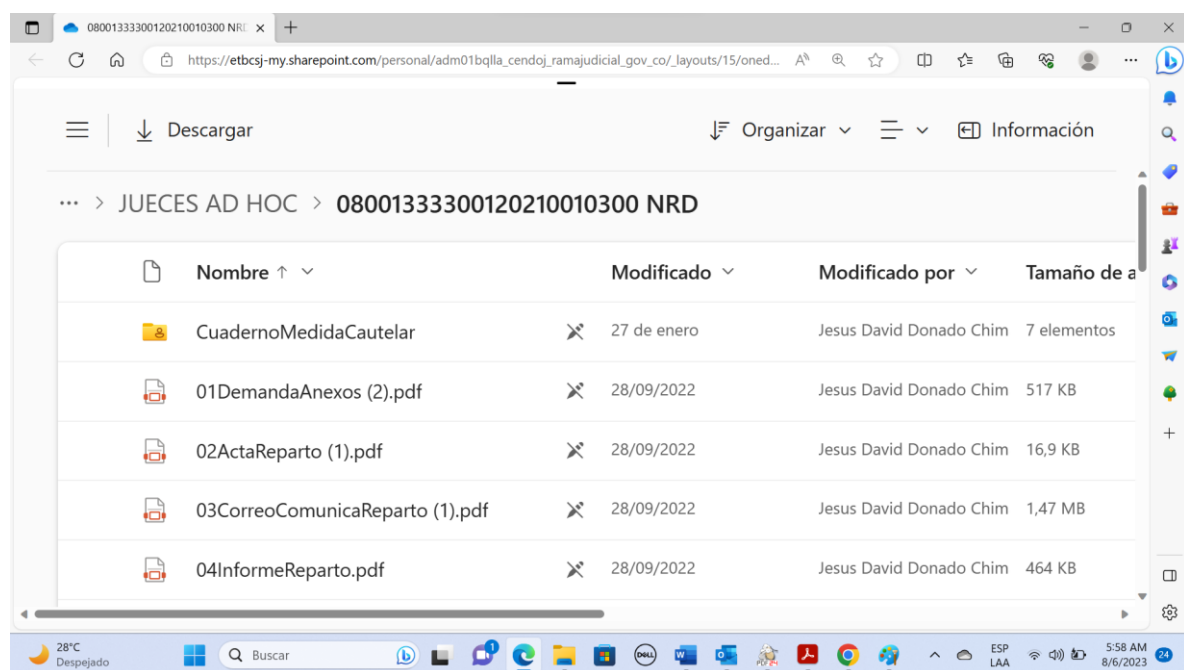 08001333300120210010300 NRD
https://etbcsj-my.sharepoint.com/personal/adm01bqlla_cendoj_ramajudicial_gov_co/_layouts/15/oned...
Descargar
Organizar
Información
... > JUECES AD HOC > 08001333300120210010300 NRD
Nombre ↑ Modificado Modificado por Tamaño de a
CuadernoMedidaCautelar 27 de enero Jesus David Donado Chim 7 elementos
01DemandaAnexos (2).pdf 28/09/2022 Jesus David Donado Chim 517 KB
02ActaReparto (1).pdf 28/09/2022 Jesus David Donado Chim 16,9 KB
03CorreoComunicaReparto (1).pdf 28/09/2022 Jesus David Donado Chim 1,47 MB
04InformeReparto.pdf 28/09/2022 Jesus David Donado Chim 464 KB
28°C
Despejado
Buscar
DELL
1
ESP
LAA
5:58 AM
8/6/2023
24